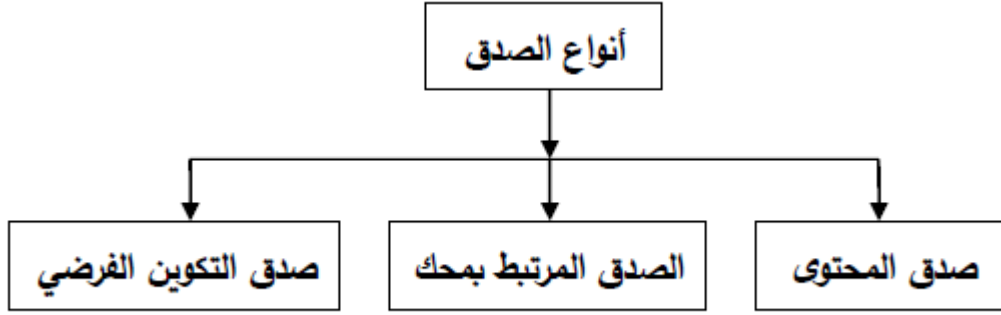 أنواع الصدق
صدق المحتوى
الصدق المرتبط بمحك
صدق التكوين الفرضي